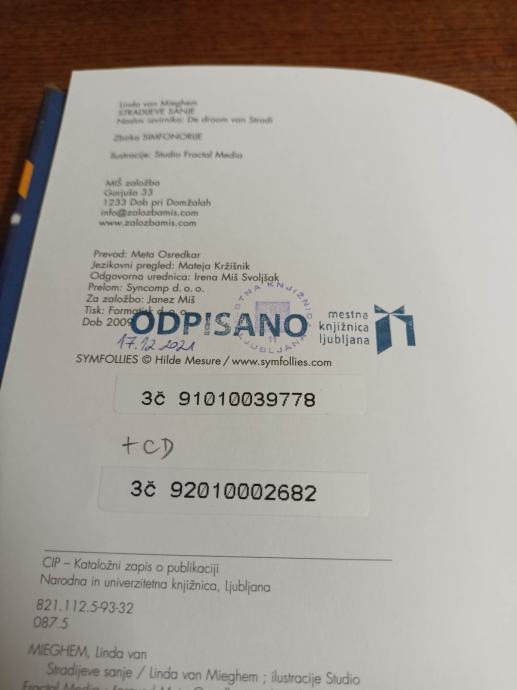 Linda van Mieghem
STRADIJEVE SANJE
Naslov izvirnika: De droom van Stradi
Zbirka SIMFONORIJE
Ilustracije: Studio Fractal Media
MIŠ založba
Gorjuša 33
1233 Dob pri Domžalah
info@zalozbamis.com
www.zalozbamis.com
Prevod: Meta Osredkar
Jezikovni pregled: Mateja Kržišnik
Odgovorna urednica: Irena Miš Svoljšak
Prelom: Syncomp d. o. o.
Za založbo: Janez Miš
Tisk: Formatisk d. o. o.
Dob 2009
ODPISANO
17.12.2021
mestna
knjižnica
ljubljana
SYMFOLLIES © Hilde Mesure / www.symfollies.com
3č 91010039778
+ CD
3č 92010002682
CIP – Kataložni zapis o publikaciji
Narodna in univerzitetna knjižnica, Ljubljana
821.112.5-93-32
087.5
MIEGHEM, Linda van
Stradijeve sanje / Linda van Mieghem ; ilustracije Studio